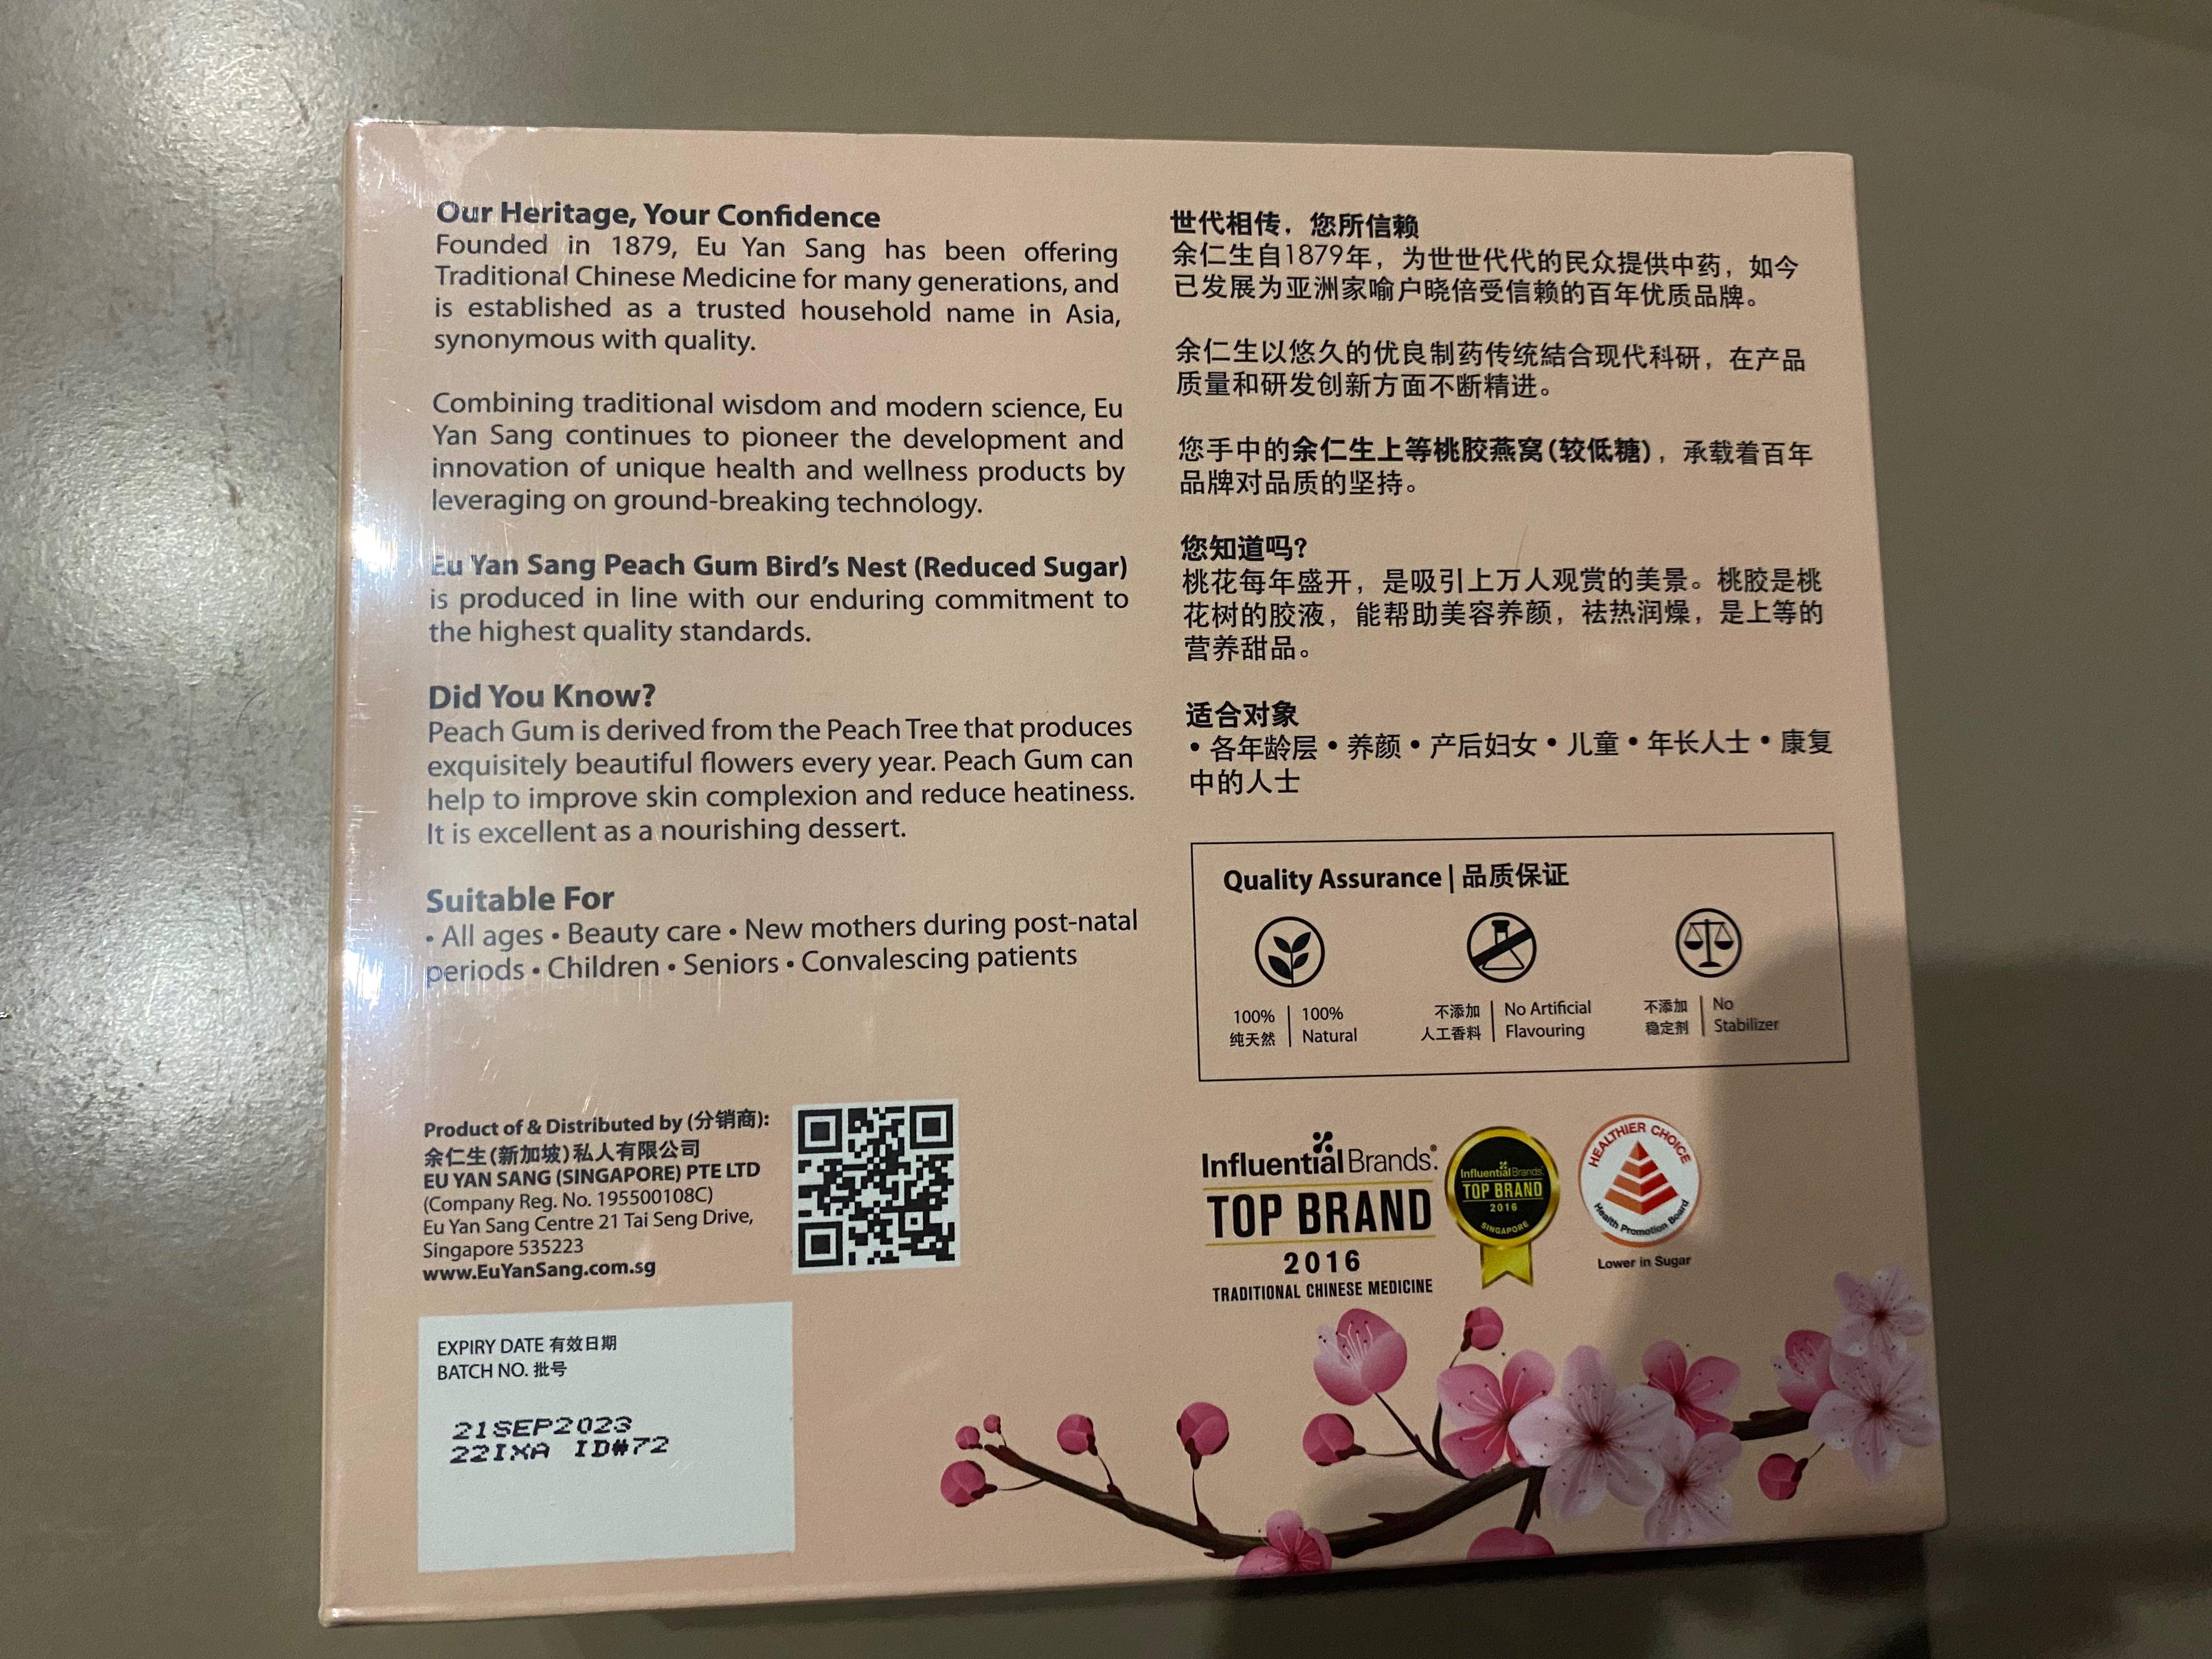 Our Heritage, Your Confidence
Founded in 1879, Eu Yan Sang has been offering
Traditional Chinese Medicine for many generations, and
is established as a trusted household name in Asia,
synonymous with quality.
Combining traditional wisdom and modern science, Eu
Yan Sang continues to pioneer the development and
innovation of unique health and wellness products by
leveraging on ground-breaking technology.
Eu Yan Sang Peach Gum Bird's Nest (Reduced Sugar)
is produced in line with our enduring commitment to
the highest quality standards.
Did You Know?
Peach Gum is derived from the Peach Tree that produces
exquisitely beautiful flowers every year. Peach Gum can
help to improve skin complexion and reduce heatiness.
It is excellent as a nourishing dessert.
Suitable For
• All ages • Beauty care • New mothers during post-natal
periods • Children • Seniors • Convalescing patients
世代相传，您所信赖
余仁生自1879年，为世世代代的民众提供中药，如今
已发展为亚洲家喻户晓倍受信赖的百年优质品牌。
余仁生以悠久的优良制药传统結合现代科研，在产品
质量和研发创新方面不断精进。
您手中的余仁生上等桃胶燕窝(较低糖)，承载着百年
品牌对品质的坚持。
您知道吗?
桃花每年盛开，是吸引上万人观赏的美景。桃胶是桃
花树的胶液，能帮助美容养颜，祛热润燥，是上等的
营养甜品。
适合对象
• 各年龄层 • 养颜 • 产后妇女 • 儿童 • 年长人士 • 康复
中的人士
Quality Assurance | 品质保证
100% 纯天然 | 100% Natural
不添加 人工香料 | No Artificial Flavouring
不添加 稳定剂 | No Stabilizer
Product of & Distributed by (分销商):
余仁生(新加坡)私人有限公司
EU YAN SANG (SINGAPORE) PTE LTD
(Company Reg. No. 195500108C)
Eu Yan Sang Centre 21 Tai Seng Drive,
Singapore 535223
www.EuYanSang.com.sg
Influential Brands®
TOP BRAND
2016
TRADITIONAL CHINESE MEDICINE
Influential Brands
TOP BRAND
2016
SINGAPORE
HEALTHIER CHOICE
Health Promotion Board
Lower in Sugar
EXPIRY DATE 有效日期
BATCH NO. 批号
21SEP2023
22IXA ID#72